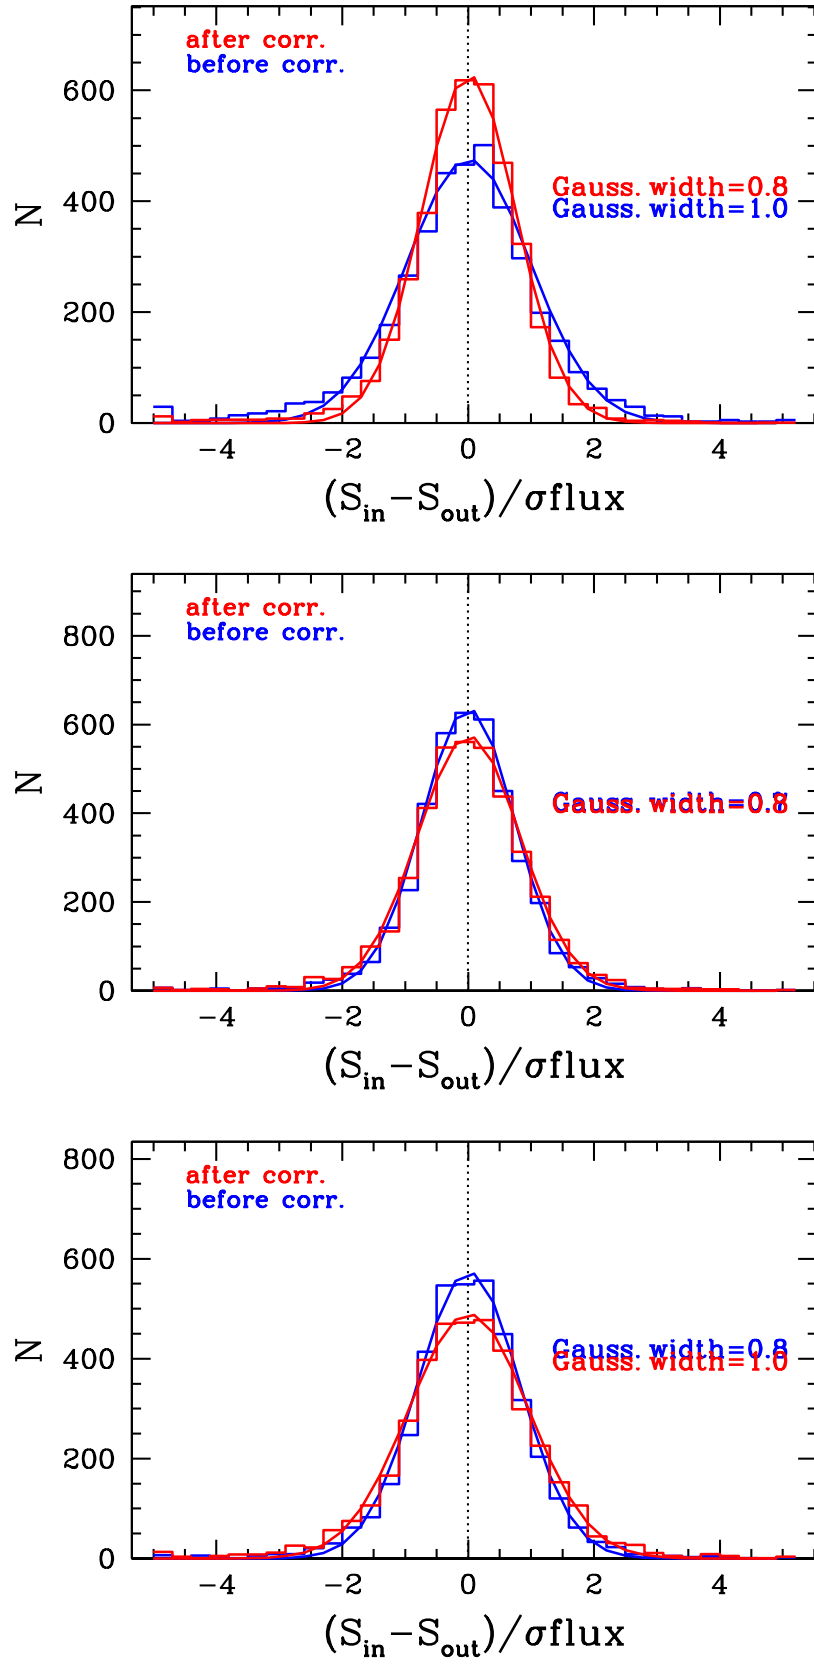 after corr.
before corr.
600
400
200
0
N
Gauss. width=0.8
Gauss. width=1.0
−4 −2 0 2 4
(S_in−S_out)/σflux
after corr.
before corr.
800
600
400
200
0
N
Gauss. width=0.8
−4 −2 0 2 4
(S_in−S_out)/σflux
after corr.
before corr.
800
600
400
200
0
N
Gauss. width=0.8
Gauss. width=1.0
−4 −2 0 2 4
(S_in−S_out)/σflux